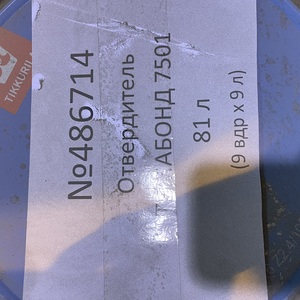 TIKKURILA
№486714
Отвердитель
АБОНД 7501
81 л
(9 вдр х 9 л)